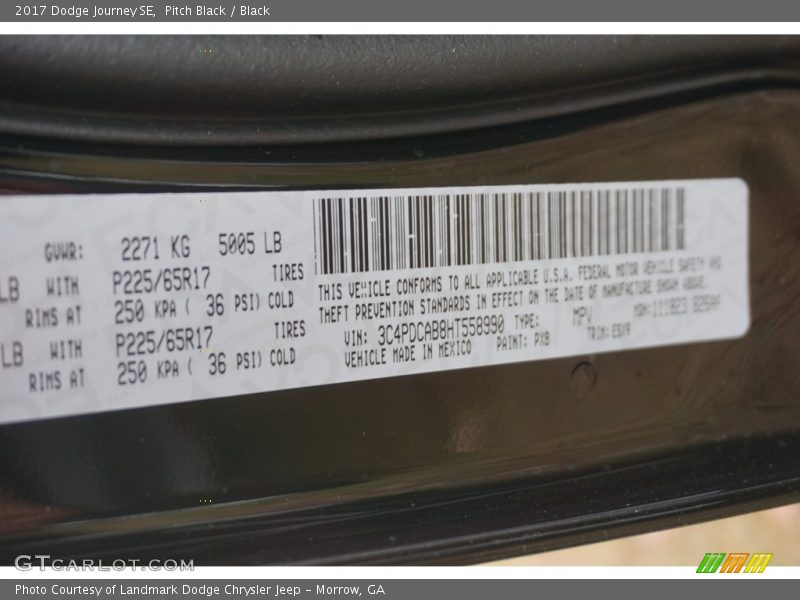 2017 Dodge Journey SE, Pitch Black / Black
GVWR: 2271 KG 5005 LB
LB WITH P225/65R17 TIRES
RIMS AT 250 KPA ( 36 PSI) COLD
LB WITH P225/65R17 TIRES
RIMS AT 250 KPA ( 36 PSI) COLD
THIS VEHICLE CONFORMS TO ALL APPLICABLE U.S.A. FEDERAL MOTOR VEHICLE SAFETY AND
THEFT PREVENTION STANDARDS IN EFFECT ON THE DATE OF MANUFACTURE SHOWN ABOVE.
VIN: 3C4PDCAB8HT558990 TYPE: MPV
VEHICLE MADE IN MEXICO PAINT: PX8 TRIM:
GTCARLOT.COM
Photo Courtesy of Landmark Dodge Chrysler Jeep – Morrow, GA